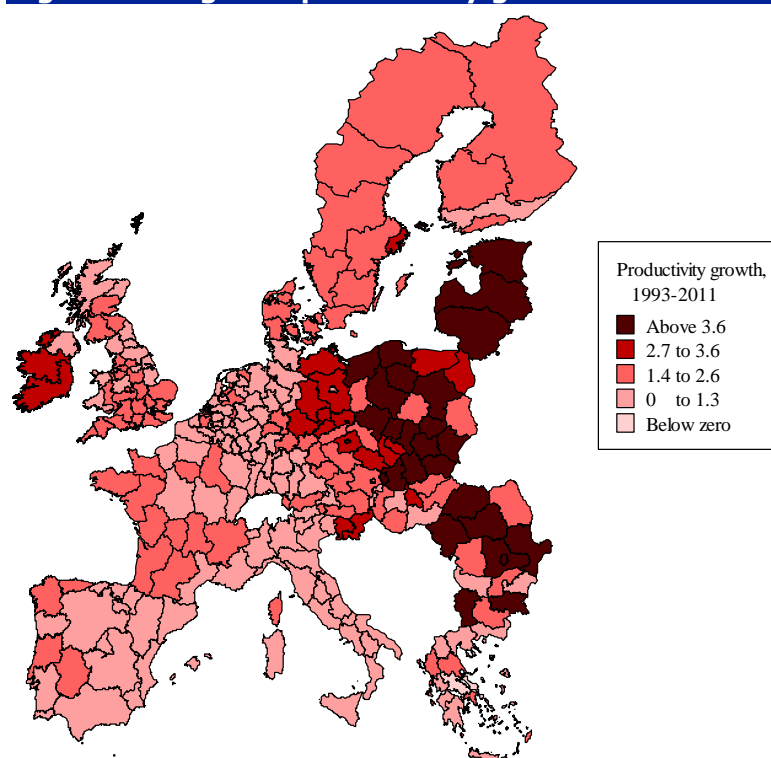 Productivity growth,
1993-2011
Above 3.6
2.7 to 3.6
1.4 to 2.6
0 to 1.3
Below zero